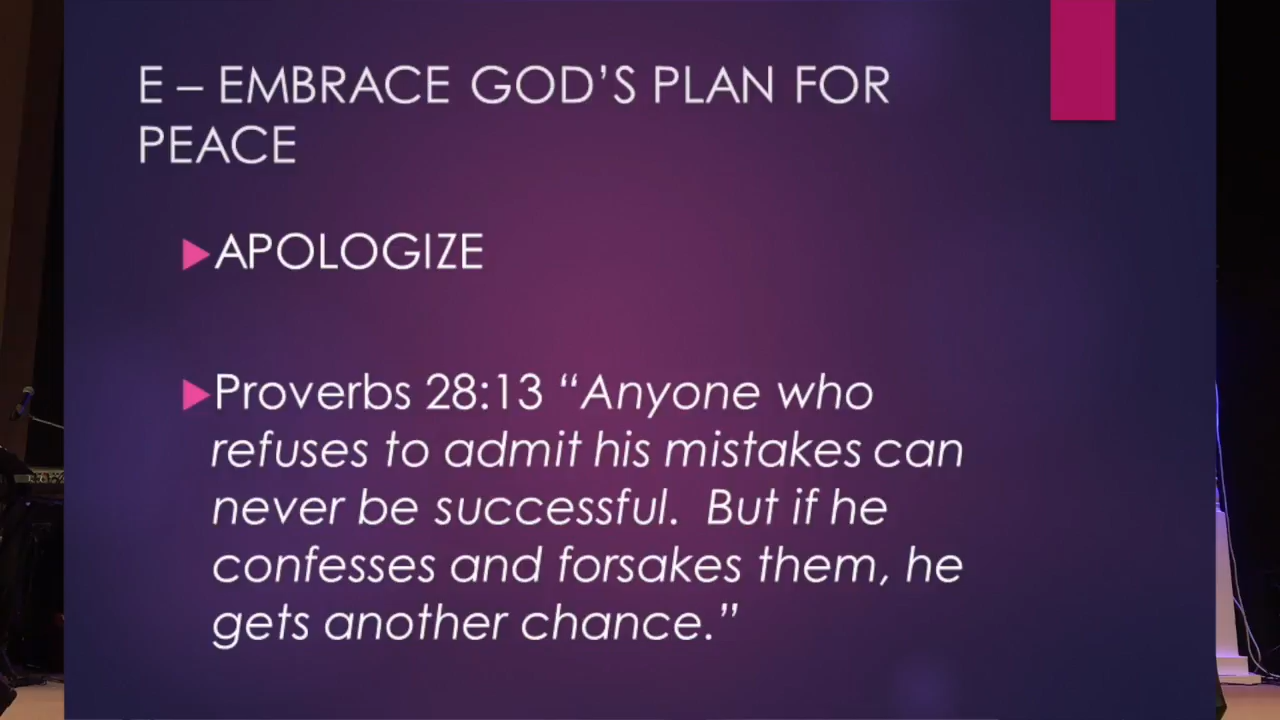 E – EMBRACE GOD’S PLAN FOR
PEACE
APOLOGIZE
Proverbs 28:13 “Anyone who
refuses to admit his mistakes can
never be successful.  But if he
confesses and forsakes them, he
gets another chance.”